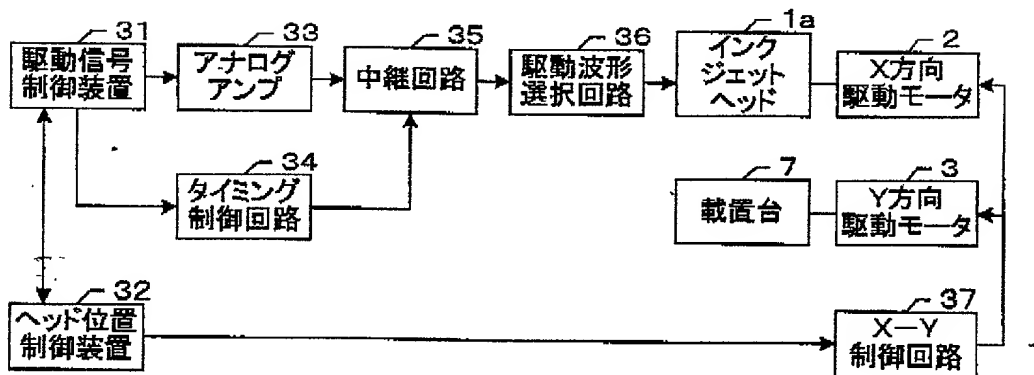 31
駆動信号
制御装置
33
アナログ
アンプ
35
中継回路
36
駆動波形
選択回路
1a
インク
ジェット
ヘッド
2
X方向
駆動モータ
34
タイミング
制御回路
7
載置台
3
Y方向
駆動モータ
32
ヘッド位置
制御装置
37
X−Y
制御回路